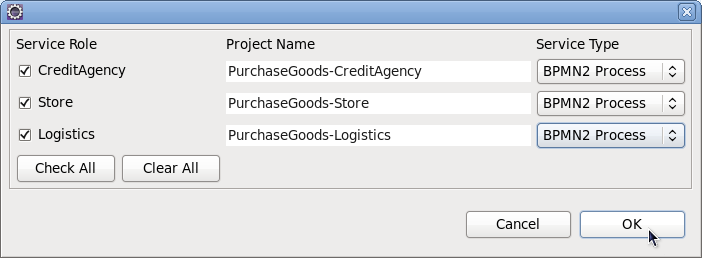 Service Role Project Name Service Type
CreditAgency PurchaseGoods-CreditAgency BPMN2 Process
Store PurchaseGoods-Store BPMN2 Process
Logistics PurchaseGoods-Logistics BPMN2 Process
Check All Clear All
Cancel OK